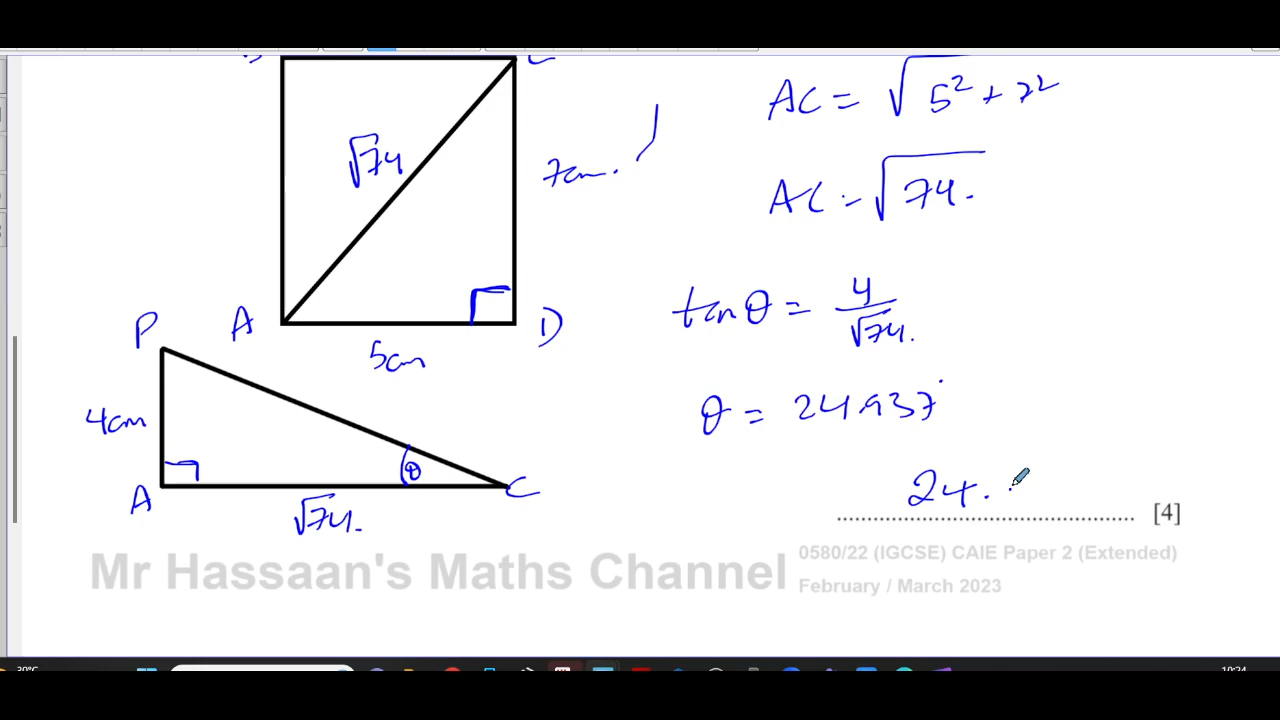 AC = √5² + 7²
√74
7cm.
AC = √74.
tanθ = 4/√74.
P
A
D
5cm
4cm
θ = 24.937°
θ
A
√74.
C
24.
[4]
Mr Hassaan's Maths Channel
0580/22 (IGCSE) CAIE Paper 2 (Extended)
February / March 2023